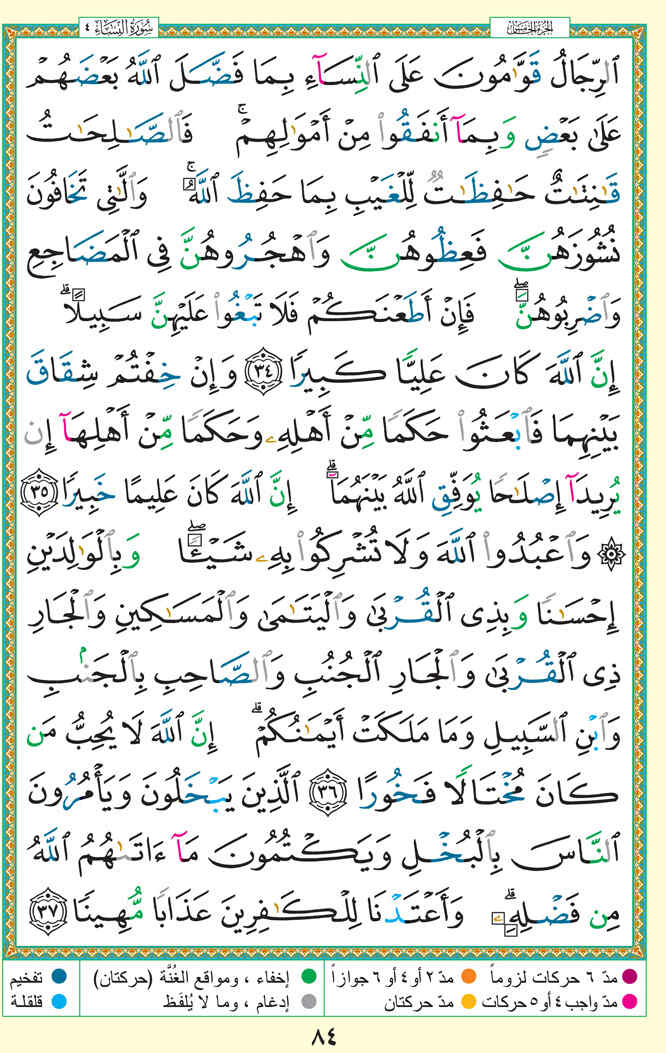 الجزء الخامس
سُورَةُ النِّسَاءِ ٤
ٱلرِّجَالُ قَوَّٰمُونَ عَلَى ٱلنِّسَآءِ بِمَا فَضَّلَ ٱللَّهُ بَعْضَهُمْ
عَلَىٰ بَعْضٍ وَبِمَآ أَنفَقُوا۟ مِنْ أَمْوَٰلِهِمْ ۚ فَٱلصَّٰلِحَٰتُ
قَٰنِتَٰتٌ حَٰفِظَٰتٌ لِّلْغَيْبِ بِمَا حَفِظَ ٱللَّهُ ۚ وَٱلَّٰتِى تَخَافُونَ
نُشُوزَهُنَّ فَعِظُوهُنَّ وَٱهْجُرُوهُنَّ فِى ٱلْمَضَاجِعِ
وَٱضْرِبُوهُنَّ ۖ فَإِنْ أَطَعْنَكُمْ فَلَا تَبْغُوا۟ عَلَيْهِنَّ سَبِيلًا ۗ
إِنَّ ٱللَّهَ كَانَ عَلِيًّا كَبِيرًا ﴿٣٤﴾ وَإِنْ خِفْتُمْ شِقَاقَ
بَيْنِهِمَا فَٱبْعَثُوا۟ حَكَمًا مِّنْ أَهْلِهِۦ وَحَكَمًا مِّنْ أَهْلِهَآ إِن
يُرِيدَآ إِصْلَٰحًا يُوَفِّقِ ٱللَّهُ بَيْنَهُمَآ ۗ إِنَّ ٱللَّهَ كَانَ عَلِيمًا خَبِيرًا ﴿٣٥﴾
۞ وَٱعْبُدُوا۟ ٱللَّهَ وَلَا تُشْرِكُوا۟ بِهِۦ شَيْـًٔا ۖ وَبِٱلْوَٰلِدَيْنِ
إِحْسَٰنًا وَبِذِى ٱلْقُرْبَىٰ وَٱلْيَتَٰمَىٰ وَٱلْمَسَٰكِينِ وَٱلْجَارِ
ذِى ٱلْقُرْبَىٰ وَٱلْجَارِ ٱلْجُنُبِ وَٱلصَّاحِبِ بِٱلْجَنۢبِ
وَٱبْنِ ٱلسَّبِيلِ وَمَا مَلَكَتْ أَيْمَٰنُكُمْ ۗ إِنَّ ٱللَّهَ لَا يُحِبُّ مَن
كَانَ مُخْتَالًا فَخُورًا ﴿٣٦﴾ ٱلَّذِينَ يَبْخَلُونَ وَيَأْمُرُونَ
ٱلنَّاسَ بِٱلْبُخْلِ وَيَكْتُمُونَ مَآ ءَاتَىٰهُمُ ٱللَّهُ
مِن فَضْلِهِۦ ۗ وَأَعْتَدْنَا لِلْكَٰفِرِينَ عَذَابًا مُّهِينًا ﴿٣٧﴾
مدّ ٦ حركات لزوماً مدّ ٢ أو ٤ أو ٦ جوازاً إخفاء ، ومواقع الغُنَّة (حركتان) تفخيم
مدّ واجب ٤ أو ٥ حركات مدّ حركتان إدغام ، وما لا يُلفَظ قلقلة
٨٤